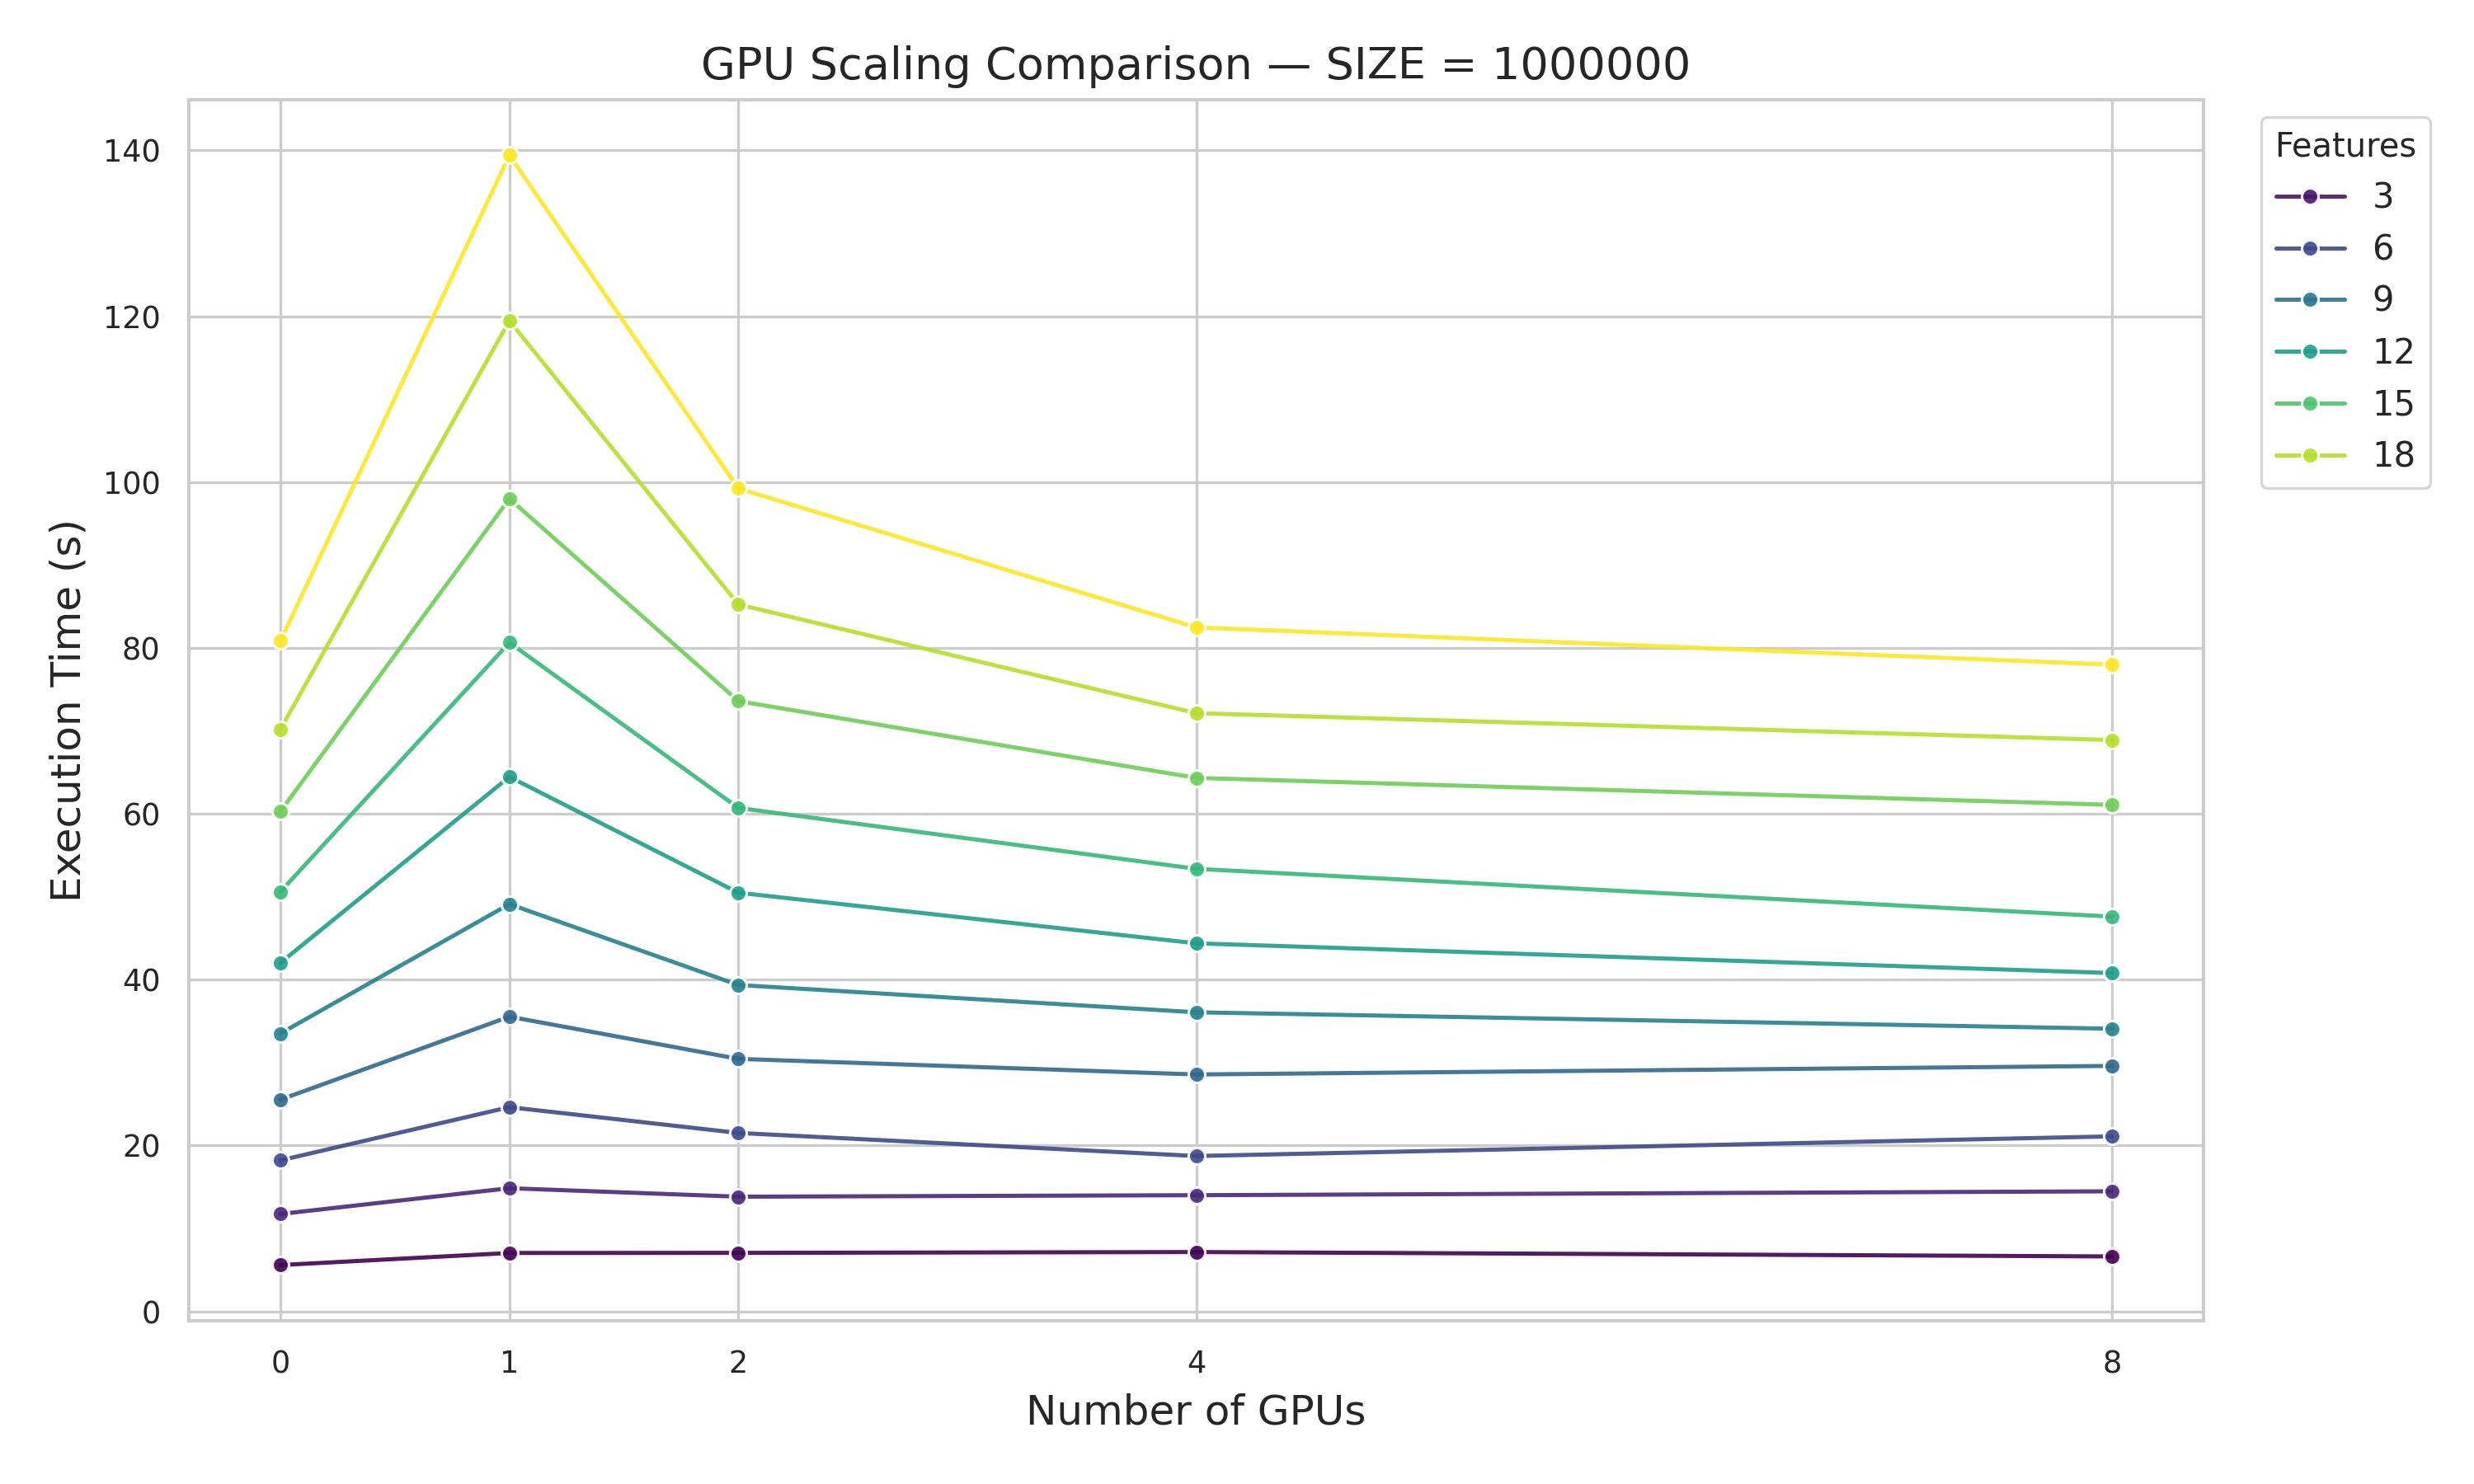 GPU Scaling Comparison — SIZE = 1000000
Execution Time (s)
140
120
100
80
60
40
20
0
0 1 2 4 8
Number of GPUs
Features
3
6
9
12
15
18